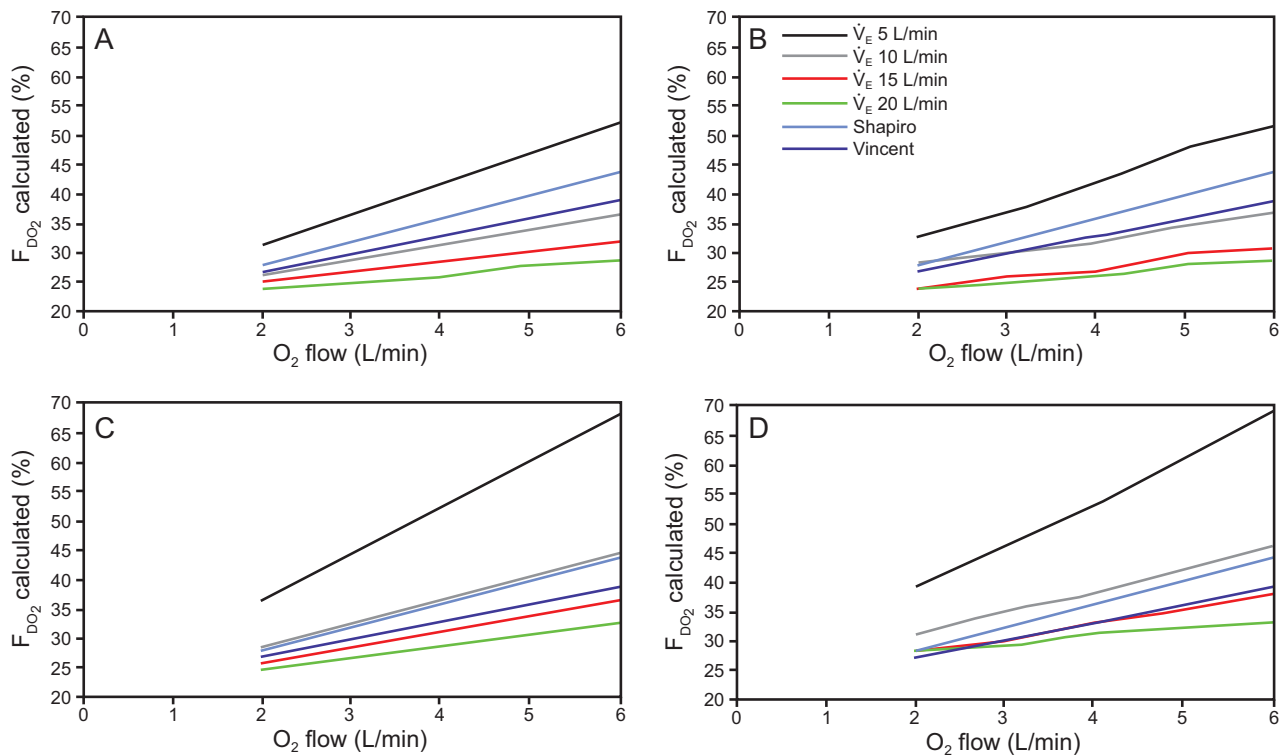 A
70
65
60
55
50
45
40
35
30
25
20
F_DO2 calculated (%)
0 1 2 3 4 5 6
O2 flow (L/min)
B
70
65
60
55
50
45
40
35
30
25
20
F_DO2 calculated (%)
V̇E 5 L/min
V̇E 10 L/min
V̇E 15 L/min
V̇E 20 L/min
Shapiro
Vincent
0 1 2 3 4 5 6
O2 flow (L/min)
C
70
65
60
55
50
45
40
35
30
25
20
F_DO2 calculated (%)
0 1 2 3 4 5 6
O2 flow (L/min)
D
70
65
60
55
50
45
40
35
30
25
20
F_DO2 calculated (%)
0 1 2 3 4 5 6
O2 flow (L/min)